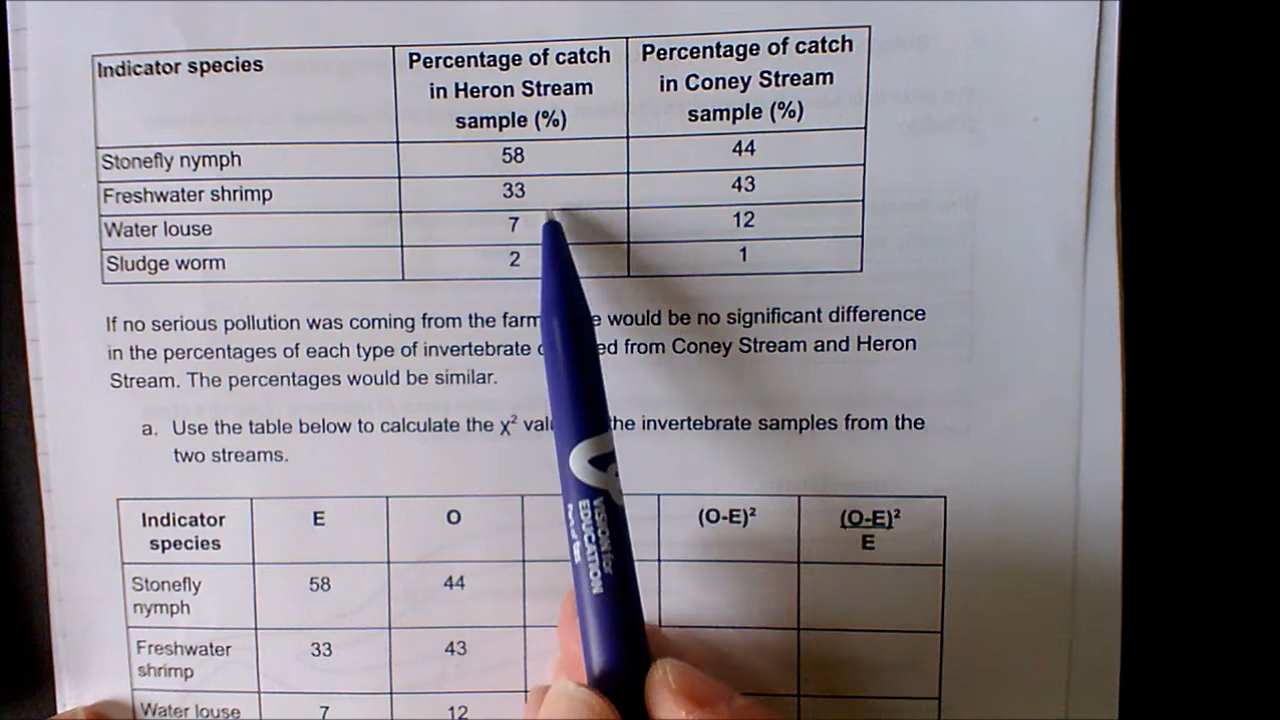 Indicator species
Percentage of catch
in Heron Stream
sample (%)
Percentage of catch
in Coney Stream
sample (%)
Stonefly nymph 58 44
Freshwater shrimp 33 43
Water louse 7 12
Sludge worm 2 1
If no serious pollution was coming from the farm would be no significant difference
in the percentages of each type of invertebrate from Coney Stream and Heron
Stream. The percentages would be similar.
a. Use the table below to calculate the χ² the invertebrate samples from the
two streams.
Indicator
species
E
O
(O-E)²
(O-E)²
E
Stonefly
nymph
58
44
Freshwater
shrimp
33
43
Water louse 7 12
VISION for
EDUCATION